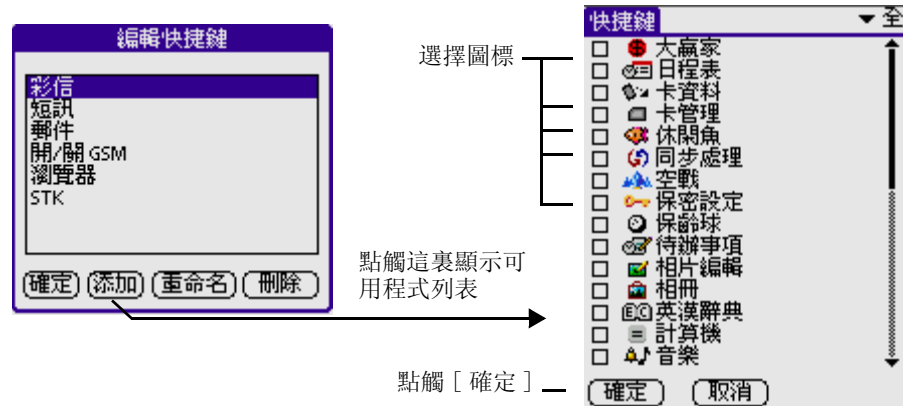 編輯快捷鍵
彩信
短訊
郵件
開/關 GSM
瀏覽器
STK
確定 添加 重命名 刪除
選擇圖標
點觸這裏顯示可
用程式列表
點觸 [ 確定 ]
快捷鍵
全
大贏家
日程表
卡資料
卡管理
休閑魚
同步處理
空戰
保密設定
保齡球
待辦事項
相片編輯
相冊
EC 英漢辭典
計算機
音樂
確定 取消